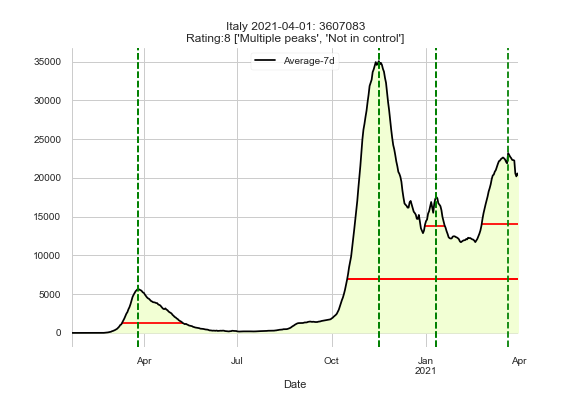 Italy 2021-04-01: 3607083
Rating:8 ['Multiple peaks', 'Not in control']
Average-7d
35000
30000
25000
20000
15000
10000
5000
0
Apr
Jul
Oct
Jan
2021
Apr
Date